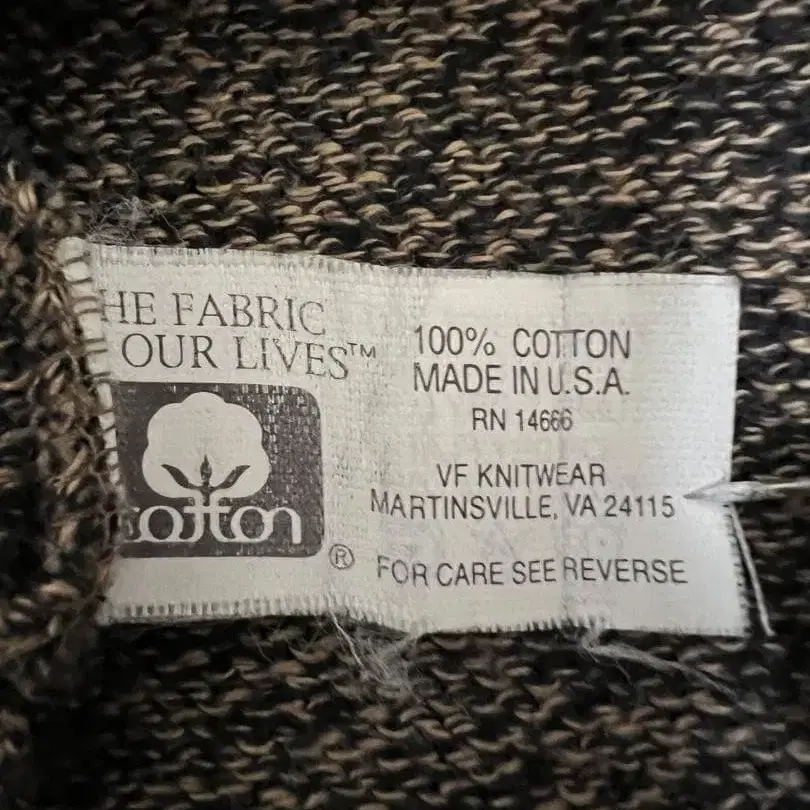 HE FABRIC
OUR LIVES™
cotton
®
100% COTTON
MADE IN U.S.A.
RN 14666
VF KNITWEAR
MARTINSVILLE, VA 24115
FOR CARE SEE REVERSE